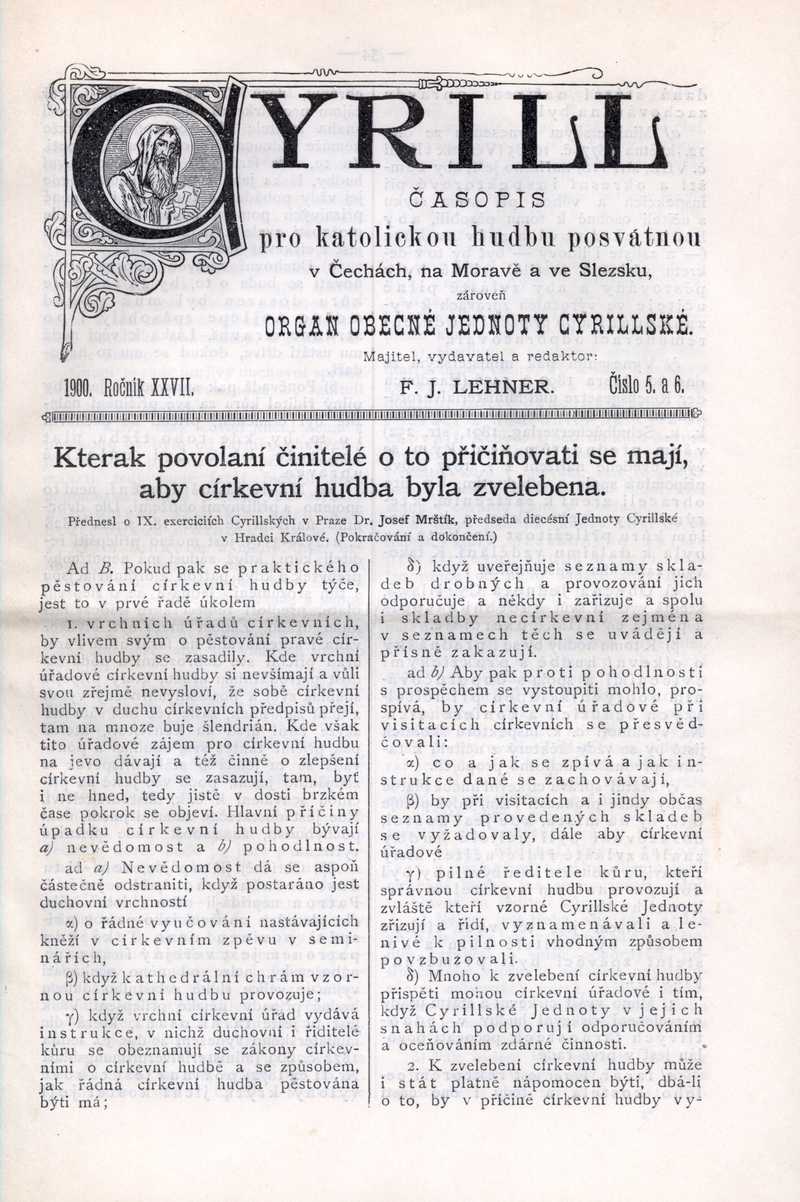 CYRILL
ČASOPIS
pro katolickou hudbu posvátnou
v Čechách, na Moravě a ve Slezsku,
zároveň
ORGAN OBECNÉ JEDNOTY CYRILLSKÉ.
Majitel, vydavatel a redaktor:
1900. Ročník XXVII. F. J. LEHNER. Číslo 5. a 6.
Kterak povolaní činitelé o to přičiňovati se mají,
aby církevní hudba byla zvelebena.
Přednesl o IX. exerciciích Cyrillských v Praze Dr. Josef Mrštík, předseda diecésní Jednoty Cyrillské
v Hradci Králové. (Pokračování a dokončení.)
Ad B. Pokud pak se praktického
pěstování církevní hudby týče,
jest to v prvé řadě úkolem
1. vrchních úřadů církevních,
by vlivem svým o pěstování pravé cír-
kevní hudby se zasadily. Kde vrchní
úřadové církevní hudby si nevšímají a vůli
svou zřejmě nevysloví, že sobě církevní
hudby v duchu církevních předpisů přejí,
tam na mnoze buje šlendrián. Kde však
tito úřadové zájem pro církevní hudbu
na jevo dávají a též činně o zlepšení
církevní hudby se zasazují, tam, byť
i ne hned, tedy jistě v dosti brzkém
čase pokrok se objeví. Hlavní příčiny
úpadku církevní hudby bývají
a) nevědomost a b) pohodlnost.
ad a) Nevědomost dá se aspoň
částečně odstraniti, když postaráno jest
duchovní vrchností
α) o řádné vyučování nastávajících
kněží v církevním zpěvu v semi-
nářích,
β) když kathedrální chrám vzor-
nou církevní hudbu provozuje;
γ) když vrchní církevní úřad vydává
instrukce, v nichž duchovní i řiditelé
kůru se obeznamují se zákony církev-
ními o církevní hudbě a se způsobem,
jak řádná církevní hudba pěstována
býti má;
δ) když uveřejňuje seznamy skla-
deb drobných a provozování jich
odporučuje a někdy i zařizuje a spolu
i skladby necírkevní zejména
v seznamech těch se uvádějí a
přísně zakazují.
ad b) Aby pak proti pohodlnosti
s prospěchem se vystoupiti mohlo, pro-
spívá, by církevní úřadové při
visitacích církevních se přesvěd-
čovali:
α) co a jak se zpívá a jak in-
strukce dané se zachovávají,
β) by při visitacích a i jindy občas
seznamy provedených skladeb
se vyžadovaly, dále aby církevní
úřadové
γ) pilné ředitele kůru, kteří
správnou církevní hudbu provozují a
zvláště kteří vzorné Cyrillské Jednoty
zřizují a řídí, vyznamenávali a le-
nivé k pilnosti vhodným způsobem
povzbuzovali.
δ) Mnoho k zvelebení církevní hudby
přispěti mohou církevní úřadové i tím,
když Cyrillské Jednoty v jejich
snahách podporují odporučováním
a oceňováním zdárné činnosti.
2. K zvelebení církevní hudby může
i stát platně nápomocen býti, dbá-li
o to, by v příčině církevní hudby vy-